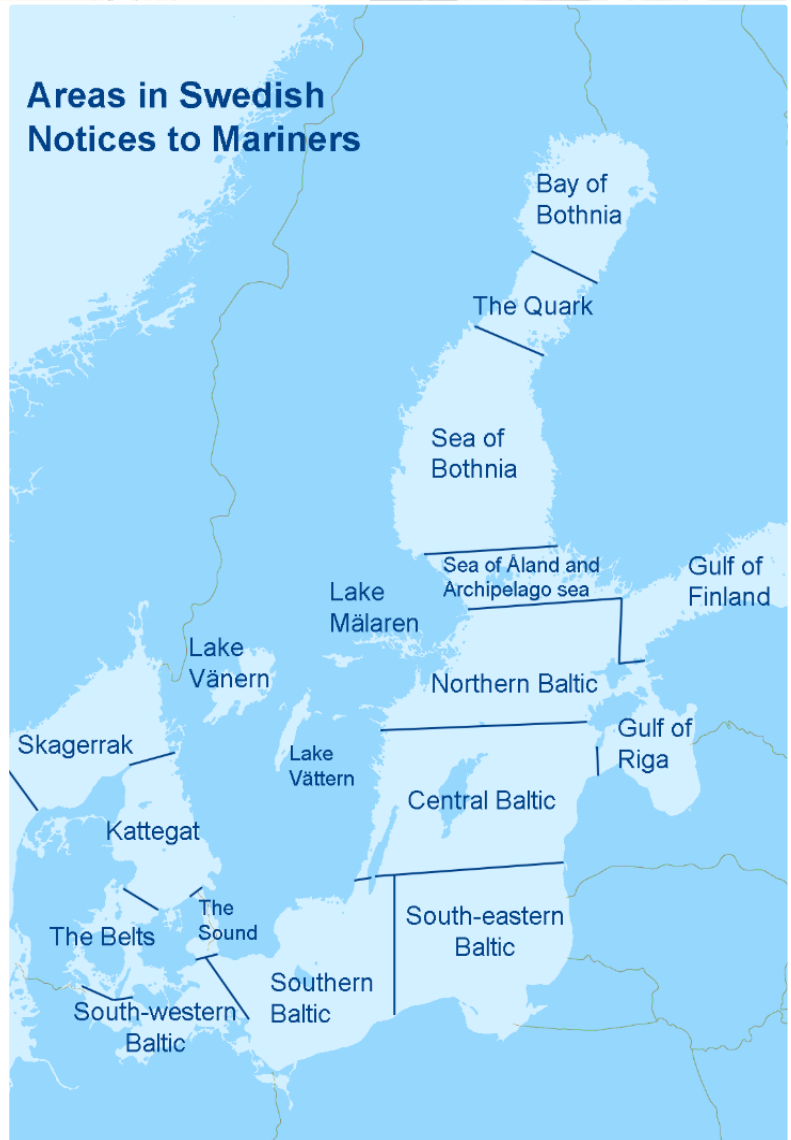 Areas in Swedish
Notices to Mariners
Bay of
Bothnia
The Quark
Sea of
Bothnia
Sea of Åland and
Archipelago sea
Gulf of
Finland
Lake
Mälaren
Lake
Vänern
Northern Baltic
Skagerrak
Gulf of
Riga
Lake
Vättern
Central Baltic
Kattegat
The
Sound
The Belts
South-eastern
Baltic
Southern
Baltic
South-western
Baltic